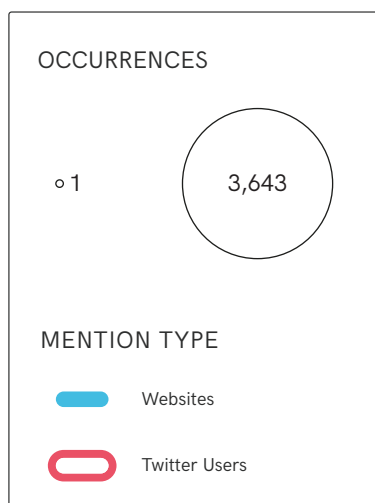 OCCURRENCES
1
3,643
MENTION TYPE
Websites
Twitter Users